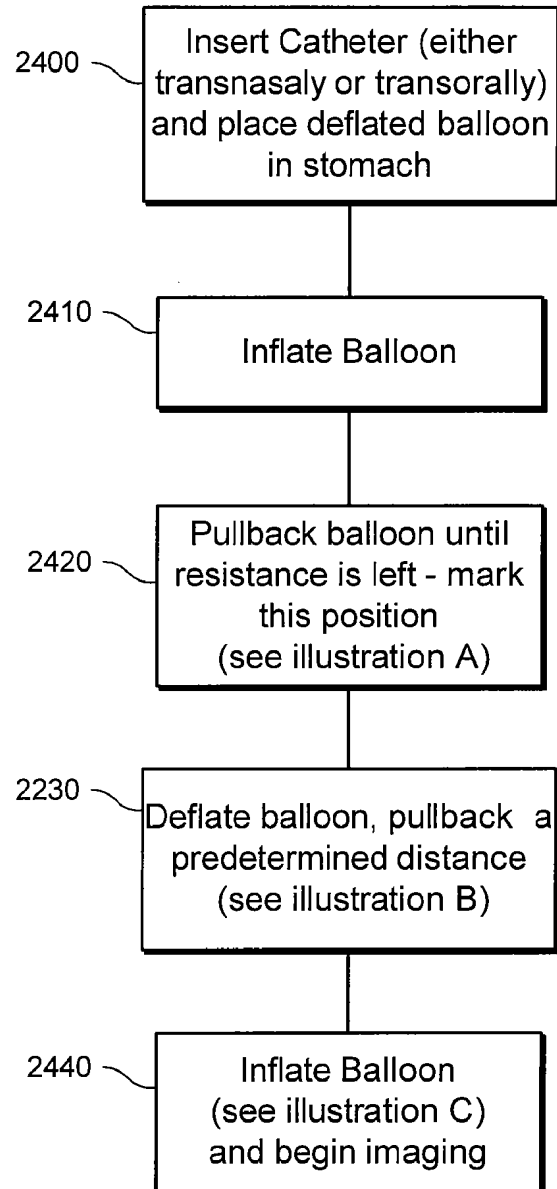 2400
Insert Catheter (either
transnasaly or transorally)
and place deflated balloon
in stomach
2410
Inflate Balloon
2420
Pullback balloon until
resistance is left - mark
this position
(see illustration A)
2230
Deflate balloon, pullback a
predetermined distance
(see illustration B)
2440
Inflate Balloon
(see illustration C)
and begin imaging